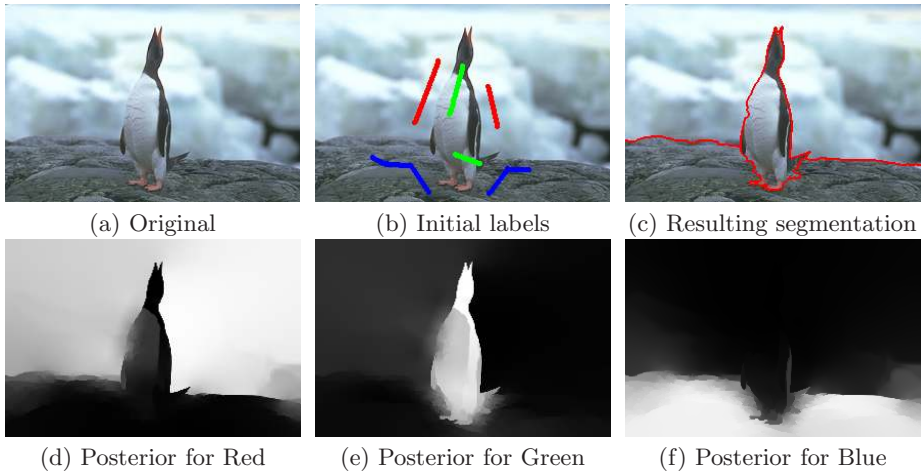 (a) Original
(b) Initial labels
(c) Resulting segmentation
(d) Posterior for Red
(e) Posterior for Green
(f) Posterior for Blue